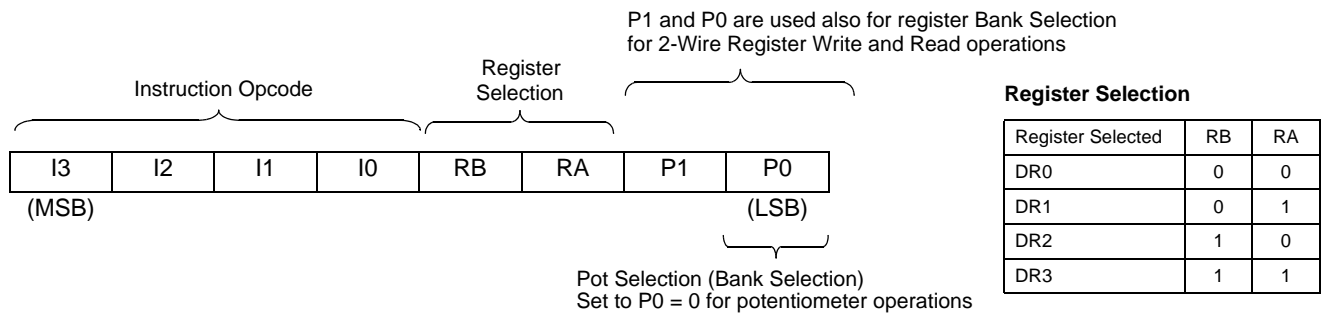 P1 and P0 are used also for register Bank Selection
for 2-Wire Register Write and Read operations
Register
Selection
Instruction Opcode
I3 I2 I1 I0 RB RA P1 P0
(MSB) (LSB)
Pot Selection (Bank Selection)
Set to P0 = 0 for potentiometer operations
Register Selection
Register Selected RB RA
DR0 0 0
DR1 0 1
DR2 1 0
DR3 1 1